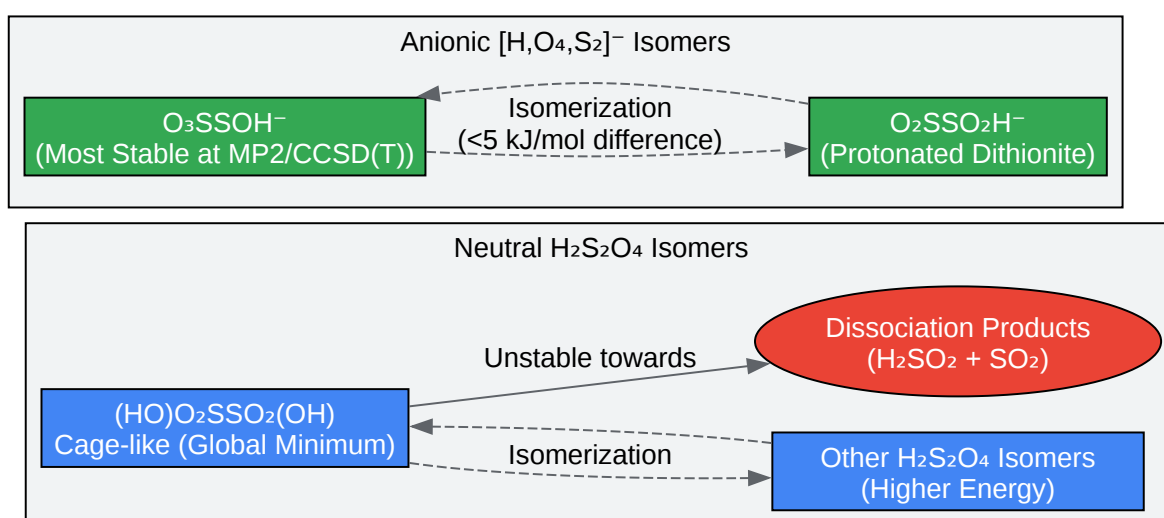 Anionic [H,O₄,S₂]⁻ Isomers
O₃SSOH⁻
(Most Stable at MP2/CCSD(T))
Isomerization
(<5 kJ/mol difference)
O₂SSO₂H⁻
(Protonated Dithionite)
Neutral H₂S₂O₄ Isomers
Dissociation Products
(H₂SO₂ + SO₂)
Unstable towards
(HO)O₂SSO₂(OH)
Cage-like (Global Minimum)
Isomerization
Other H₂S₂O₄ Isomers
(Higher Energy)